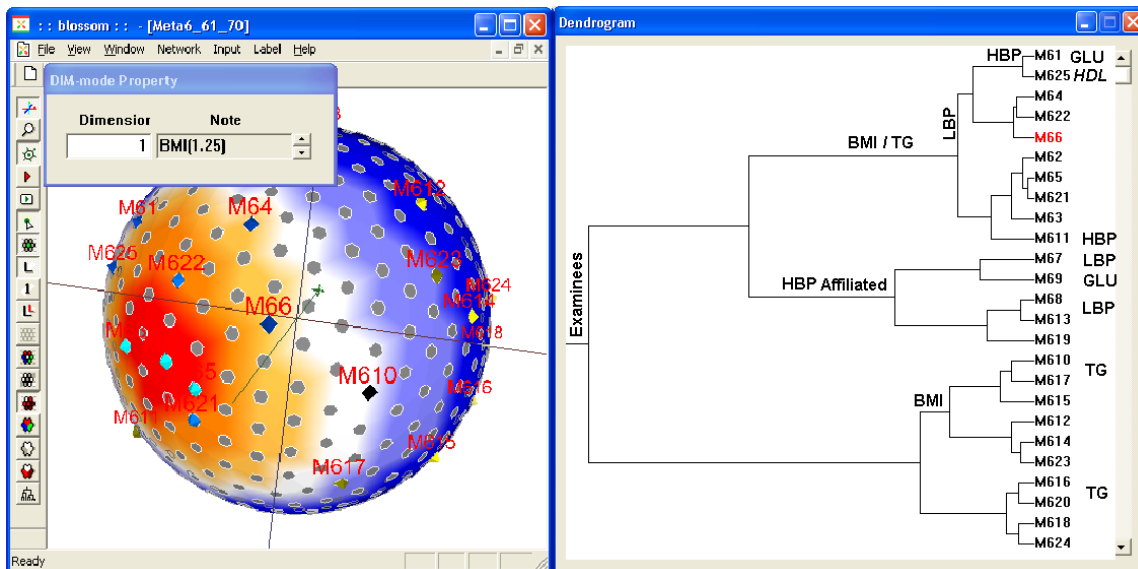 :: blossom :: - [Meta6_61_70]
File View Window Network Input Label Help
DIM-mode Property
Dimension Note
1 BMI(1.25)
M612
M61
M64
M625
M622
M623
M624
M66
M614
M618
M610
M621
M611
M616
M615
M617
Ready
Dendrogram
HBP M61 GLU
M625 HDL
M64
LBP M622
BMI / TG M66
M62
M65
M621
M63
M611 HBP
M67 LBP
HBP Affiliated M69 GLU
M68 LBP
M613
Examinees M619
M610 TG
M617
BMI M615
M612
M614
M623
M616 TG
M620
M618
M624